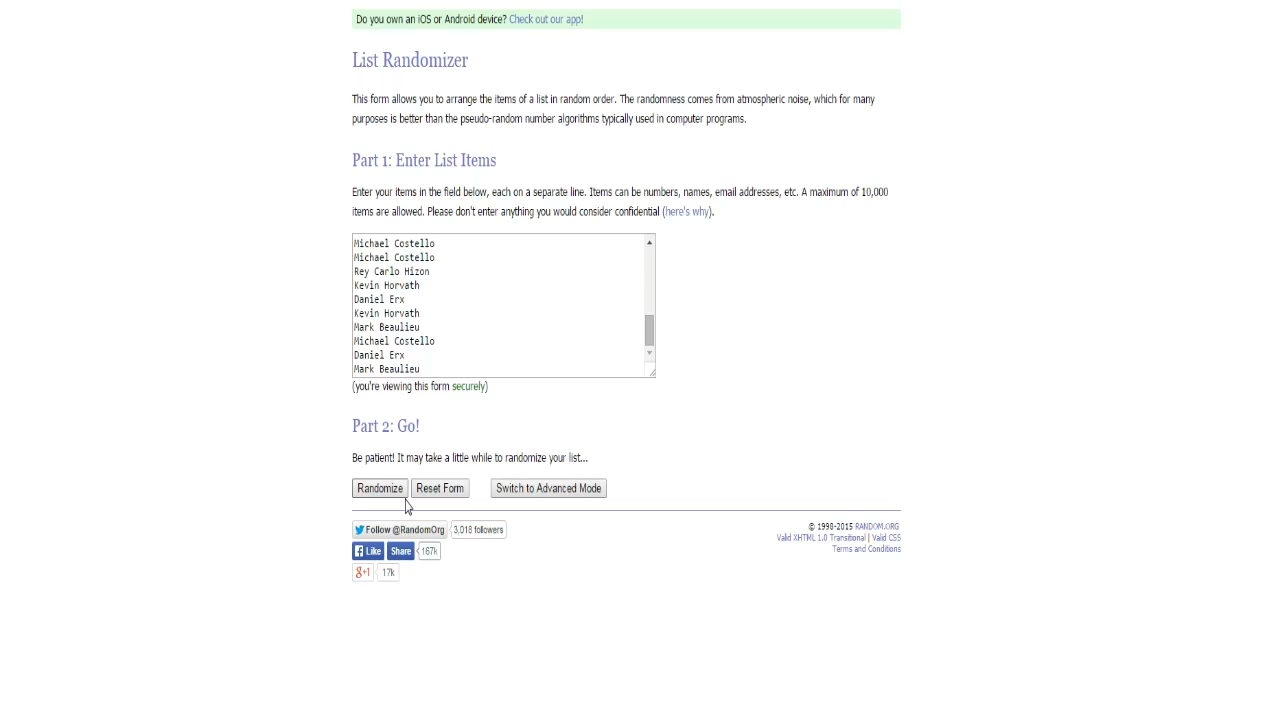 Do you own an iOS or Android device? Check out our app!
List Randomizer
This form allows you to arrange the items of a list in random order. The randomness comes from atmospheric noise, which for many
purposes is better than the pseudo-random number algorithms typically used in computer programs.
Part 1: Enter List Items
Enter your items in the field below, each on a separate line. Items can be numbers, names, email addresses, etc. A maximum of 10,000
items are allowed. Please don't enter anything you would consider confidential (here's why).
Michael Costello
Michael Costello
Rey Carlo Hizon
Kevin Horvath
Daniel Erx
Kevin Horvath
Mark Beaulieu
Michael Costello
Daniel Erx
Mark Beaulieu
(you're viewing this form securely)
Part 2: Go!
Be patient! It may take a little while to randomize your list...
Randomize Reset Form Switch to Advanced Mode
Follow @RandomOrg 3,018 followers
Like Share 167k
g+1 17k
© 1998-2015 RANDOM.ORG
Valid XHTML 1.0 Transitional | Valid CSS
Terms and Conditions